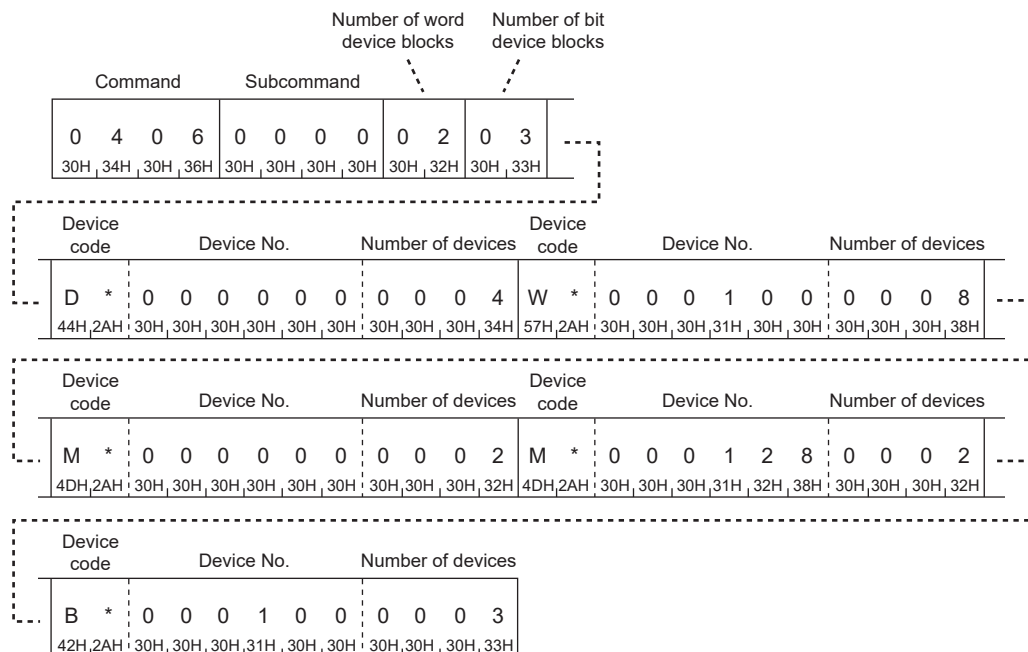 Number of word device blocks
Number of bit device blocks
Command Subcommand
0 4 0 6 0 0 0 0 0 2 0 3
30H 34H 30H 36H 30H 30H 30H 30H 30H 32H 30H 33H
Device code Device No. Number of devices Device code Device No. Number of devices
D * 0 0 0 0 0 0 0 0 0 4 W * 0 0 0 1 0 0 0 0 0 8
44H 2AH 30H 30H 30H 30H 30H 30H 30H 30H 30H 34H 57H 2AH 30H 30H 30H 31H 30H 30H 30H 30H 30H 38H
Device code Device No. Number of devices Device code Device No. Number of devices
M * 0 0 0 0 0 0 0 0 0 2 M * 0 0 0 1 2 8 0 0 0 2
4DH 2AH 30H 30H 30H 30H 30H 30H 30H 30H 30H 32H 4DH 2AH 30H 30H 30H 31H 32H 38H 30H 30H 30H 32H
Device code Device No. Number of devices
B * 0 0 0 1 0 0 0 0 0 3
42H 2AH 30H 30H 30H 31H 30H 30H 30H 30H 30H 33H